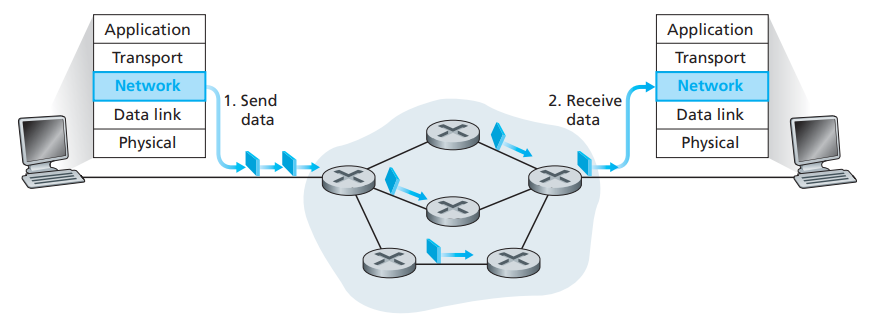 Application
Transport
Network
Data link
Physical
1. Send
data
2. Receive
data
Application
Transport
Network
Data link
Physical